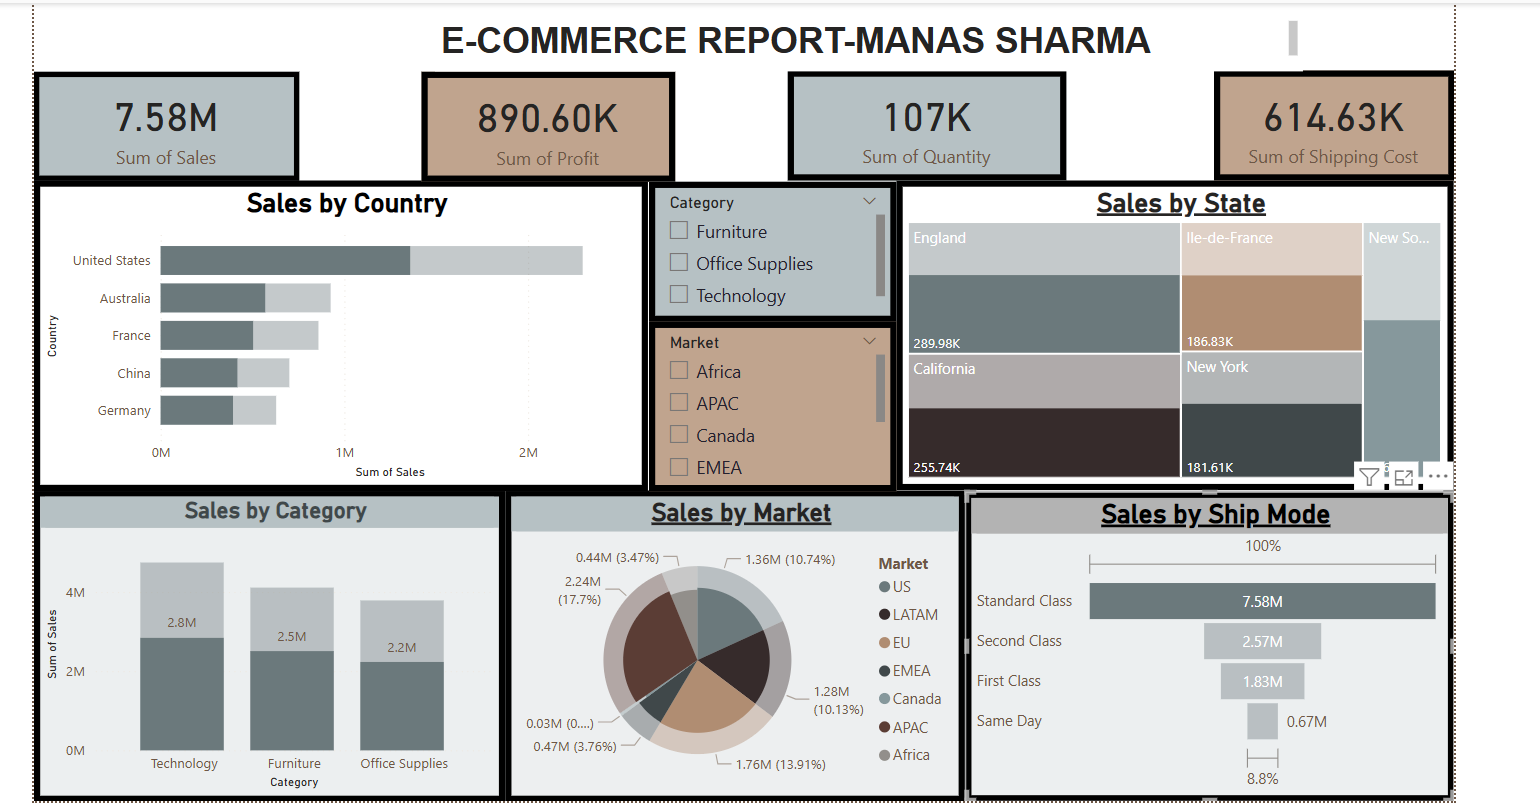 E-COMMERCE REPORT-MANAS SHARMA
7.58M
Sum of Sales
890.60K
Sum of Profit
107K
Sum of Quantity
614.63K
Sum of Shipping Cost
Sales by Country
Country
United States
Australia
France
China
Germany
0M 1M 2M
Sum of Sales
Category
Furniture
Office Supplies
Technology
Market
Africa
APAC
Canada
EMEA
Sales by State
England
289.98K
California
255.74K
Ile-de-France
186.83K
New York
181.61K
New So...
Sales by Category
Sum of Sales
4M
2M
0M
2.8M
2.5M
2.2M
Technology Furniture Office Supplies
Category
Sales by Market
0.44M (3.47%)
1.36M (10.74%)
2.24M
(17.7%)
1.28M
(10.13%)
0.03M (0....)
0.47M (3.76%)
1.76M (13.91%)
Market
US
LATAM
EU
EMEA
Canada
APAC
Africa
Sales by Ship Mode
100%
Standard Class 7.58M
Second Class 2.57M
First Class 1.83M
Same Day 0.67M
8.8%